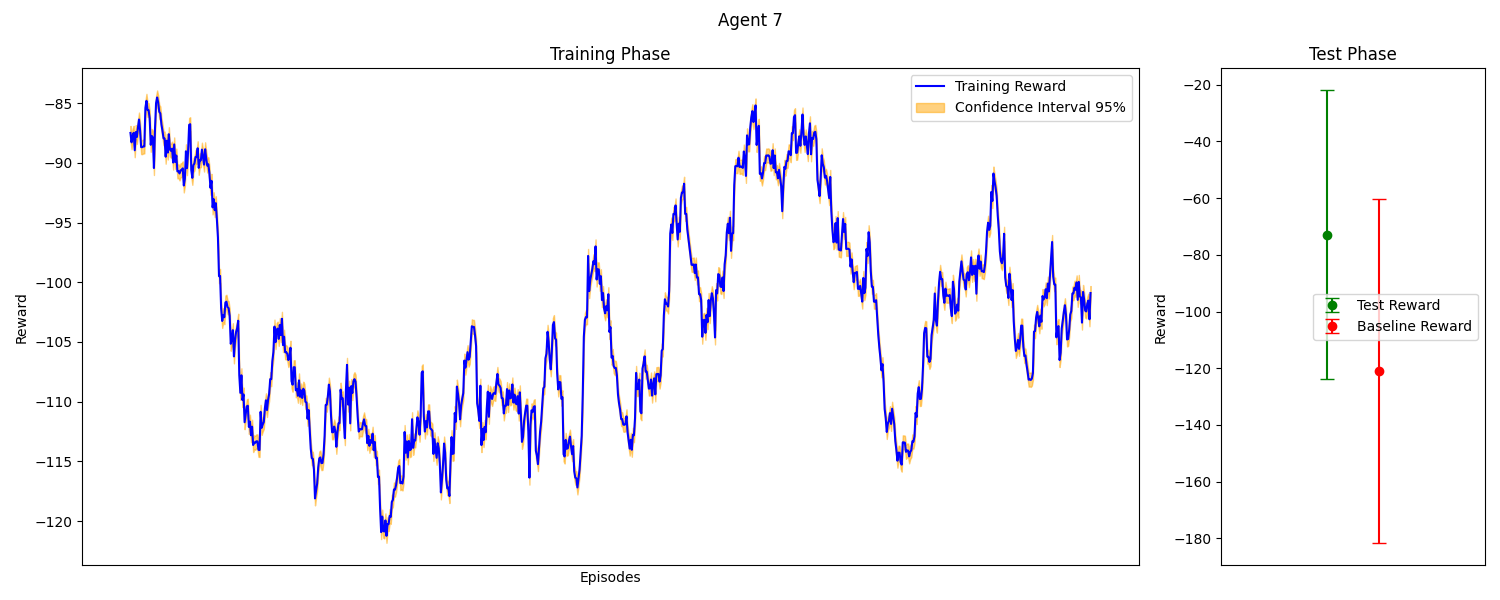 Agent 7
Training Phase
Reward
−85
−90
−95
−100
−105
−110
−115
−120
Training Reward
Confidence Interval 95%
Episodes
Test Phase
Reward
−20
−40
−60
−80
−100
−120
−140
−160
−180
Test Reward
Baseline Reward